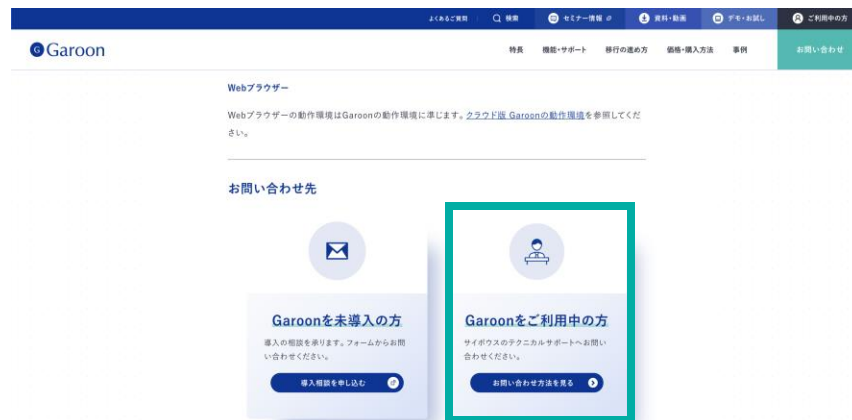 よくあるご質問
検索
セミナー情報
資料・動画
デモ・お試し
ご利用中の方
G Garoon
特長
機能・サポート
移行の進め方
価格・購入方法
事例
お問い合わせ
Webブラウザー
Webブラウザーの動作環境はGaroonの動作環境に準じます。クラウド版 Garoonの動作環境を参照してくだ
さい。
お問い合わせ先
Garoonを未導入の方
導入の相談を承ります。フォームからお問
い合わせください。
導入相談を申し込む
Garoonをご利用中の方
サイボウズのテクニカルサポートへお問い
合わせください。
お問い合わせ方法を見る